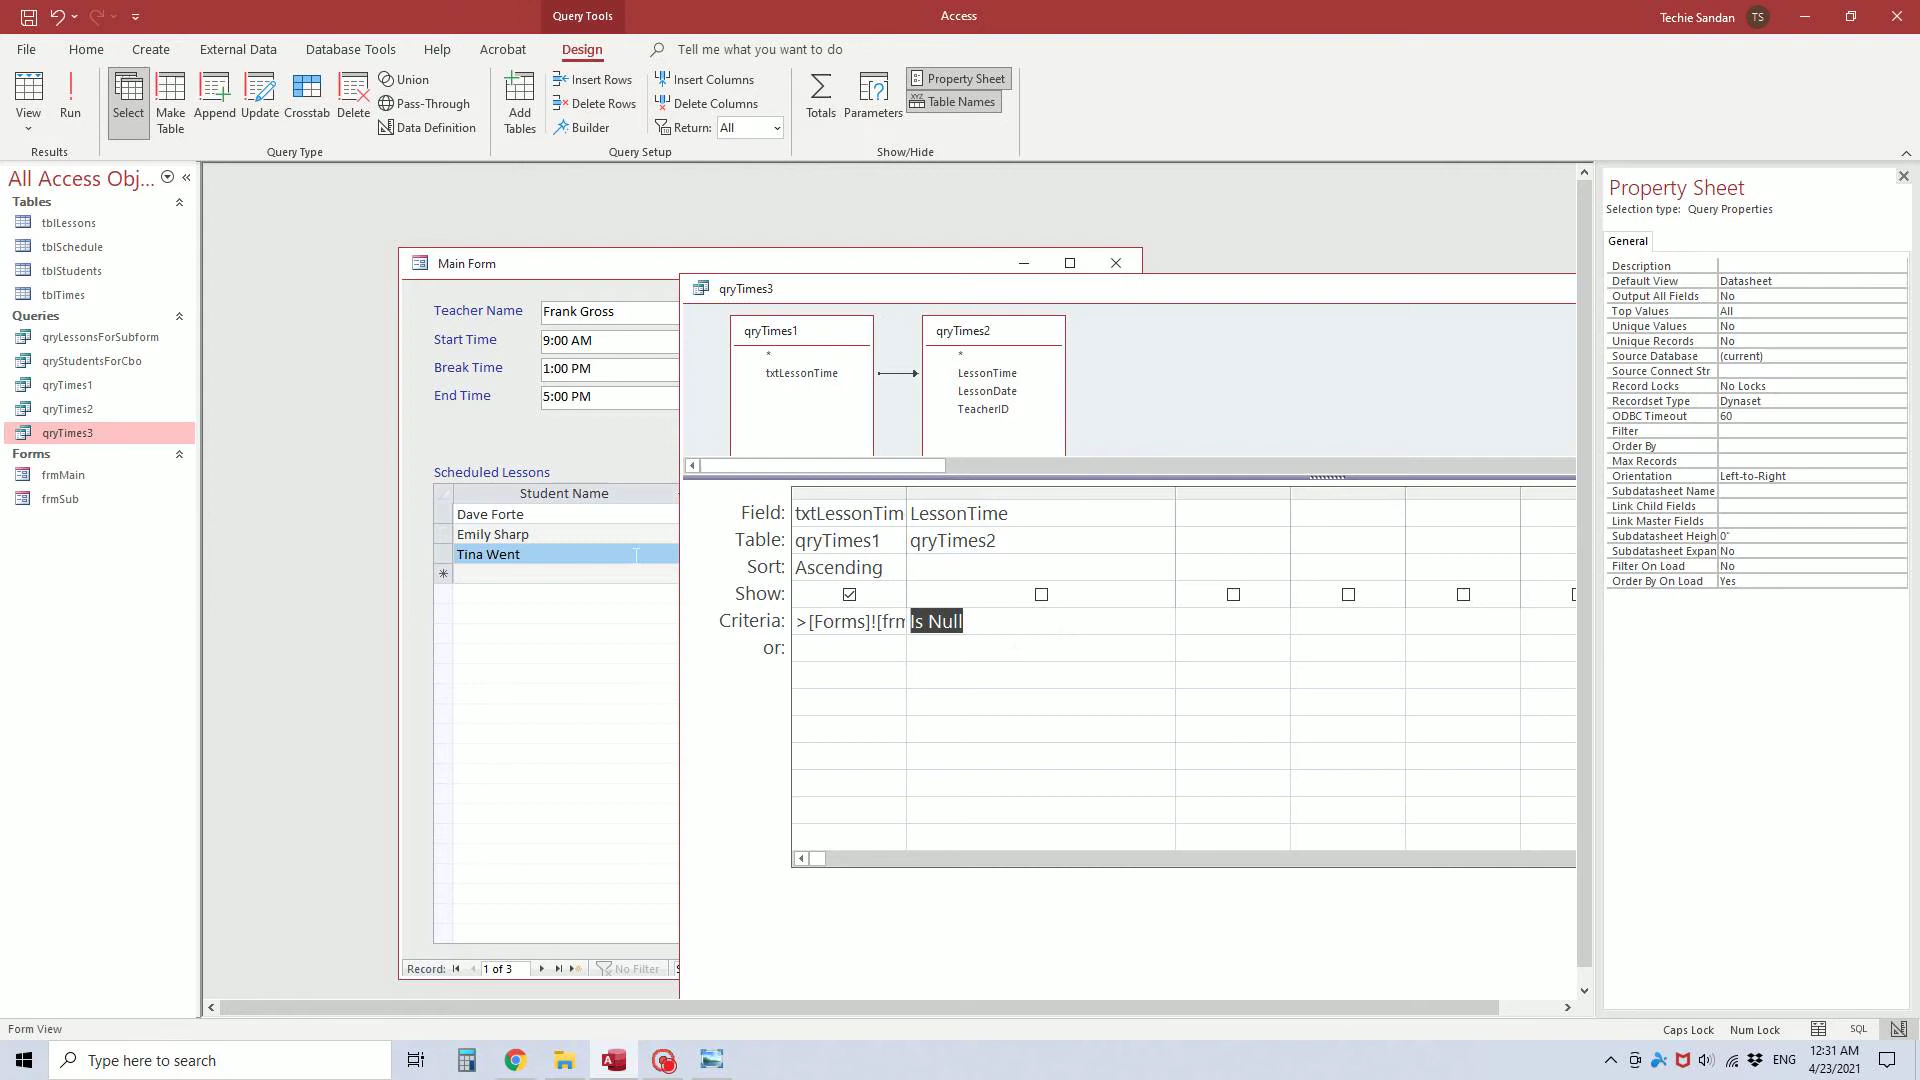 Query Tools
Access
Techie Sandan
TS
File
Home
Create
External Data
Database Tools
Help
Acrobat
Design
Tell me what you want to do
View
Run
Select
Make Table
Append
Update
Crosstab
Delete
Union
Pass-Through
Data Definition
Add Tables
Insert Rows
Delete Rows
Builder
Insert Columns
Delete Columns
Return: All
Totals
Parameters
Property Sheet
XYZ Table Names
Results
Query Type
Query Setup
Show/Hide
All Access Obj...
Tables
tblLessons
tblSchedule
tblStudents
tblTimes
Queries
qryLessonsForSubform
qryStudentsForCbo
qryTimes1
qryTimes2
qryTimes3
Forms
frmMain
frmSub
Main Form
Teacher Name Frank Gross
Start Time 9:00 AM
Break Time 1:00 PM
End Time 5:00 PM
Scheduled Lessons
Student Name
Dave Forte
Emily Sharp
Tina Went
Record: 1 of 3 No Filter
qryTimes3
qryTimes1
*
txtLessonTime
qryTimes2
*
LessonTime
LessonDate
TeacherID
Field: txtLessonTim LessonTime
Table: qryTimes1 qryTimes2
Sort: Ascending
Show:
Criteria: >[Forms]![frm Is Null
or:
Property Sheet
Selection type: Query Properties
General
Description
Default View Datasheet
Output All Fields No
Top Values All
Unique Values No
Unique Records No
Source Database (current)
Source Connect Str
Record Locks No Locks
Recordset Type Dynaset
ODBC Timeout 60
Filter
Order By
Max Records
Orientation Left-to-Right
Subdatasheet Name
Link Child Fields
Link Master Fields
Subdatasheet Heigh 0"
Subdatasheet Expan No
Filter On Load No
Order By On Load Yes
Form View
Caps Lock
Num Lock
SQL
Type here to search
ENG
12:31 AM
4/23/2021